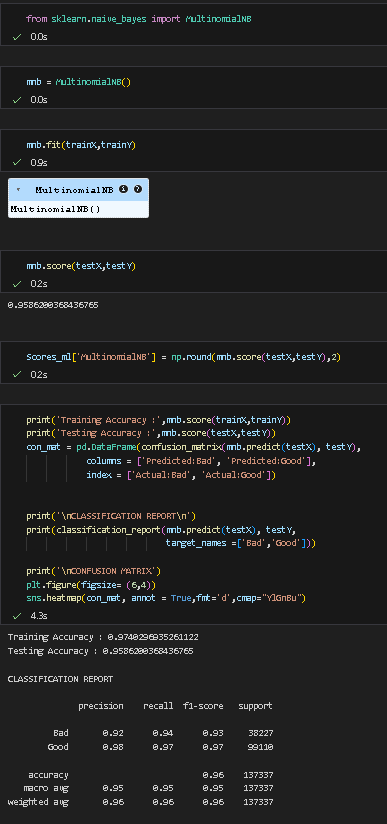 from sklearn.naive_bayes import MultinomialNB
0.0s
mnb = MultinomialNB()
0.0s
mnb.fit(trainX,trainY)
0.9s
MultinomialNB
MultinomialNB()
mnb.score(testX,testY)
0.2s
0.9586200368436765
Scores_ml['MultinomialNB'] = np.round(mnb.score(testX,testY),2)
0.2s
print('Training Accuracy :',mnb.score(trainX,trainY))
print('Testing Accuracy :',mnb.score(testX,testY))
con_mat = pd.DataFrame(confusion_matrix(mnb.predict(testX), testY),
columns = ['Predicted:Bad', 'Predicted:Good'],
index = ['Actual:Bad', 'Actual:Good'])
print('\nCLASSIFICATION REPORT\n')
print(classification_report(mnb.predict(testX), testY,
target_names =['Bad','Good']))
print('\nCONFUSION MATRIX')
plt.figure(figsize= (6,4))
sns.heatmap(con_mat, annot = True,fmt='d',cmap="YlGnBu")
4.3s
Training Accuracy : 0.9740296935261122
Testing Accuracy : 0.9586200368436765
CLASSIFICATION REPORT
precision recall f1-score support
Bad 0.92 0.94 0.93 38227
Good 0.98 0.97 0.97 99110
accuracy 0.96 137337
macro avg 0.95 0.95 0.95 137337
weighted avg 0.96 0.96 0.96 137337